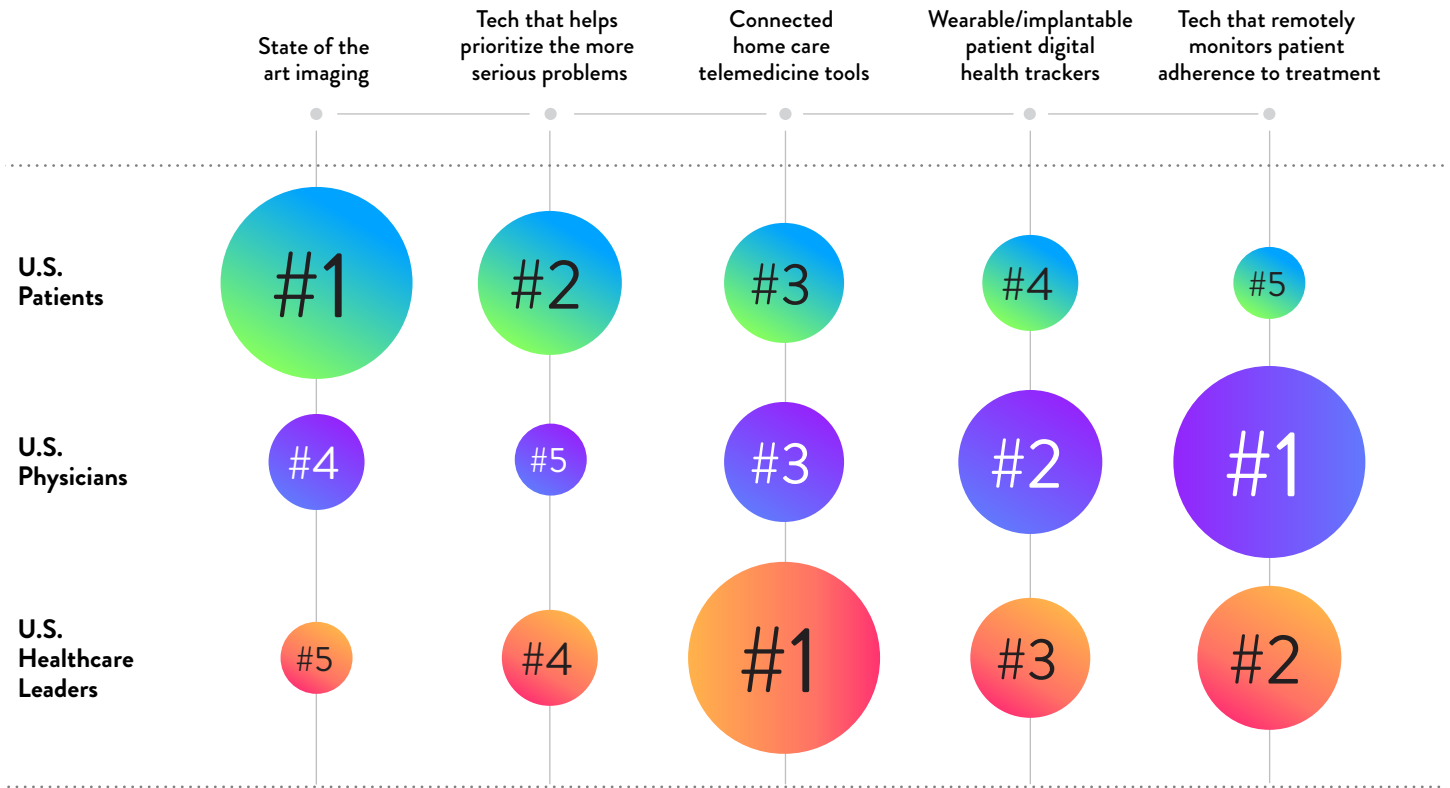 State of the
art imaging
Tech that helps
prioritize the more
serious problems
Connected
home care
telemedicine tools
Wearable/implantable
patient digital
health trackers
Tech that remotely
monitors patient
adherence to treatment
U.S.
Patients
#1
#2
#3
#4
#5
U.S.
Physicians
#4
#5
#3
#2
#1
U.S.
Healthcare
Leaders
#5
#4
#1
#3
#2